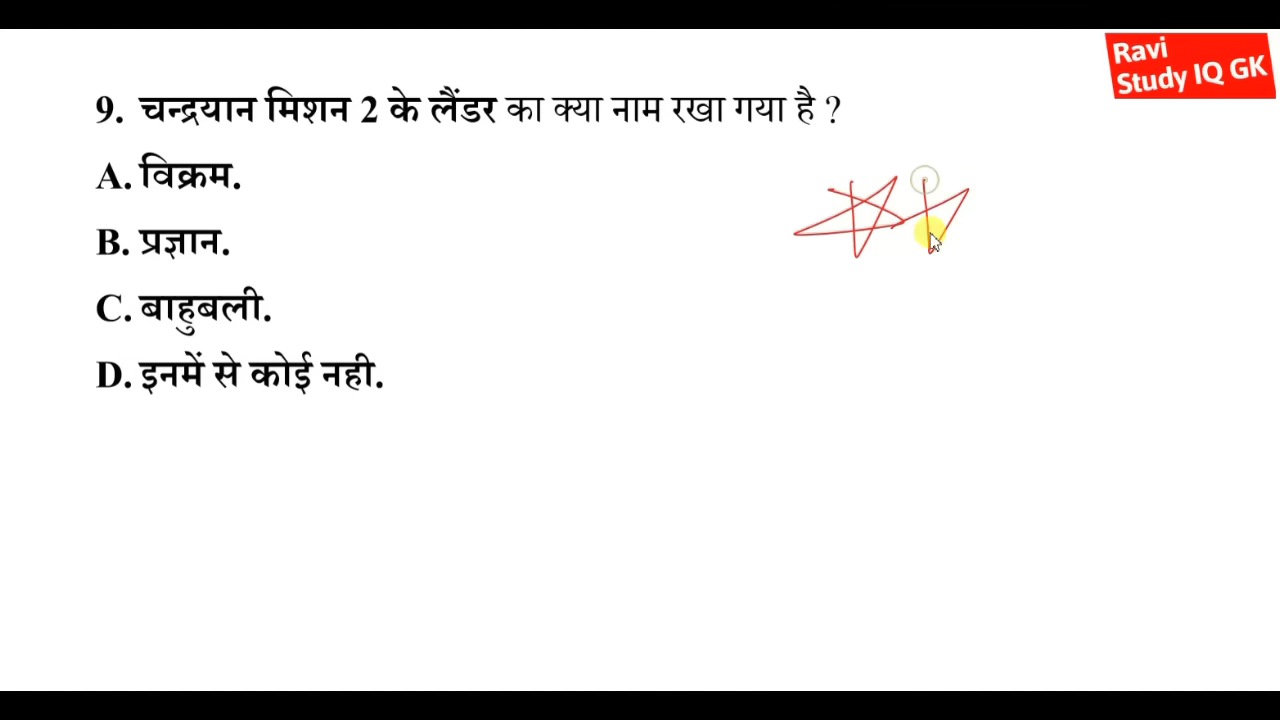 Ravi
Study IQ GK
9. चन्द्रयान मिशन 2 के लैंडर का क्या नाम रखा गया है ?
A. विक्रम.
B. प्रज्ञान.
C. बाहुबली.
D. इनमें से कोई नही.